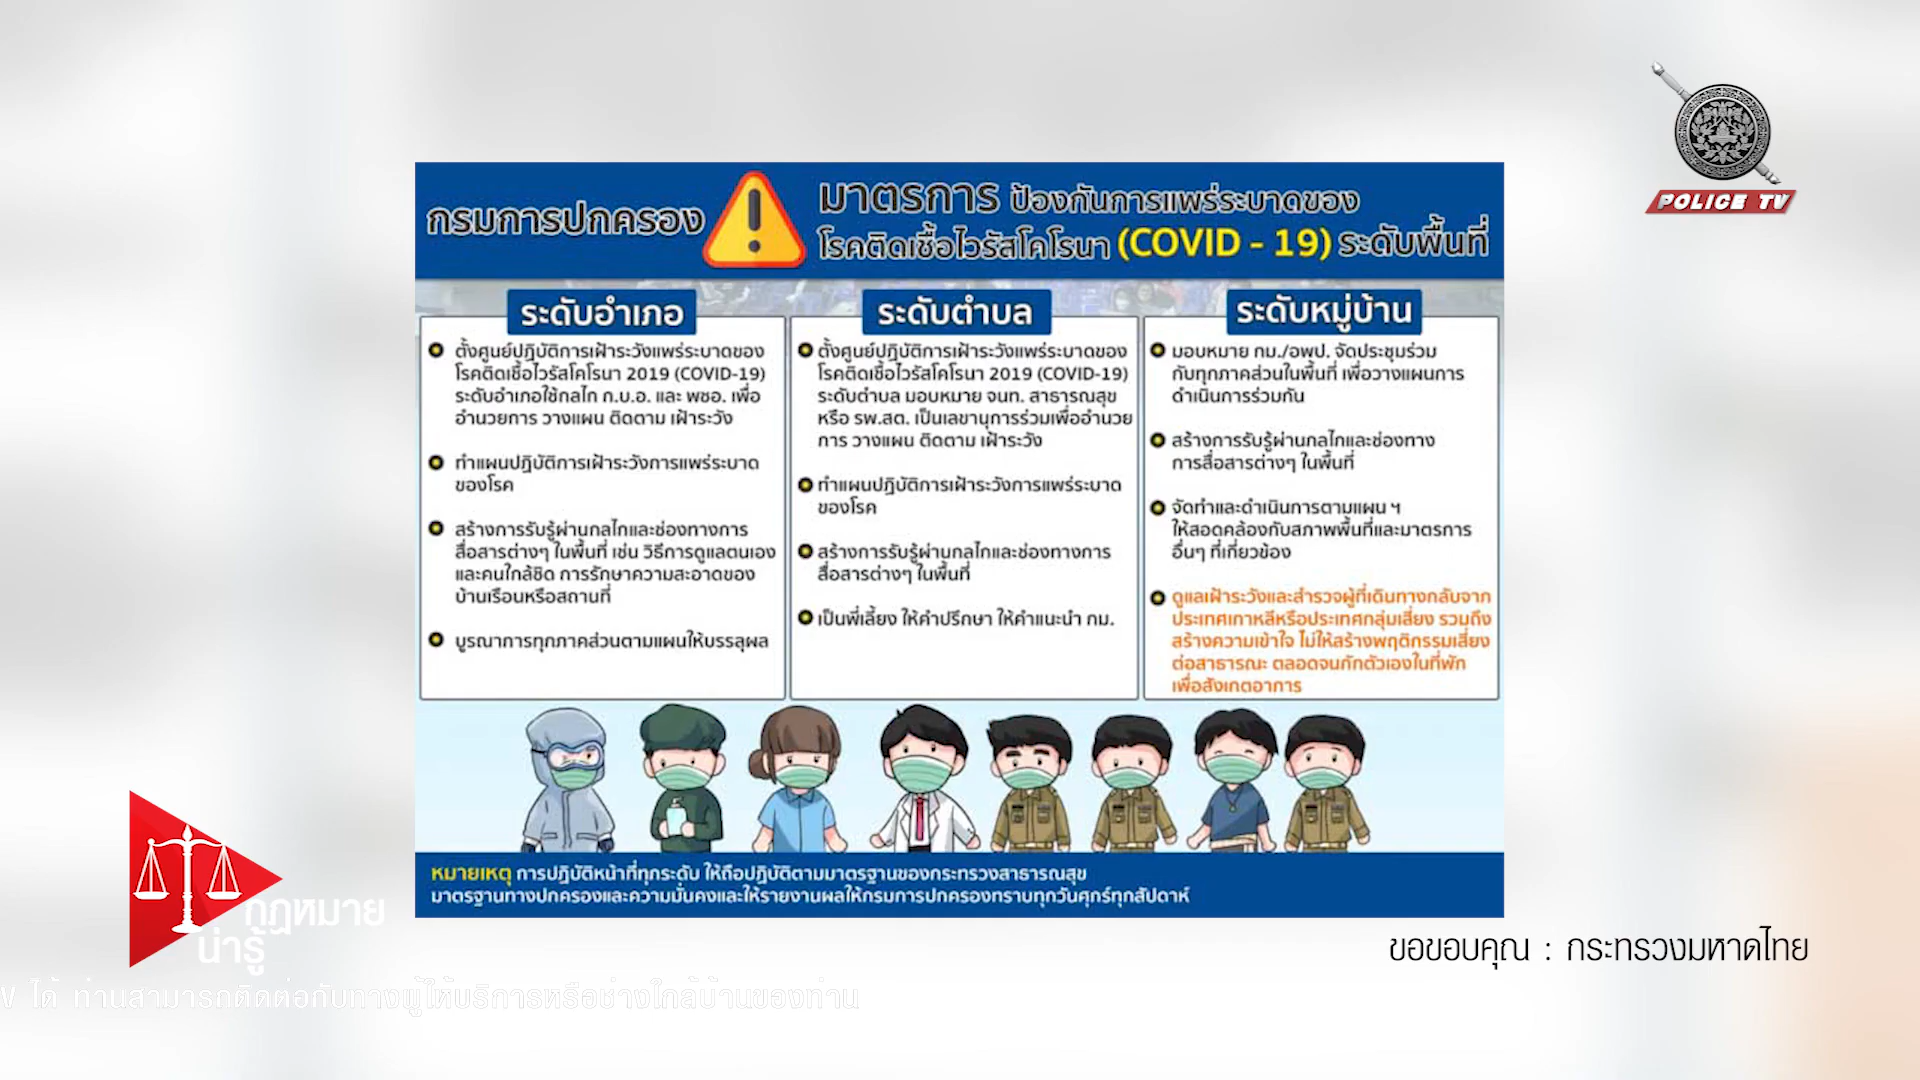 POLICE TV
กรมการปกครอง
มาตรการ ป้องกันการแพร่ระบาดของ
โรคติดเชื้อไวรัสโคโรนา (COVID - 19) ระดับพื้นที่
ระดับอำเภอ
ตั้งศูนย์ปฏิบัติการเฝ้าระวังแพร่ระบาดของ
โรคติดเชื้อไวรัสโคโรนา 2019 (COVID-19)
ระดับอำเภอใช้กลไก ก.บ.อ. และ พชอ. เพื่อ
อำนวยการ วางแผน ติดตาม เฝ้าระวัง
ทำแผนปฏิบัติการเฝ้าระวังการแพร่ระบาด
ของโรค
สร้างการรับรู้ผ่านกลไกและช่องทางการ
สื่อสารต่างๆ ในพื้นที่ เช่น วิธีการดูแลตนเอง
และคนใกล้ชิด การรักษาความสะอาดของ
บ้านเรือนหรือสถานที่
บูรณาการทุกภาคส่วนตามแผนให้บรรลุผล
ระดับตำบล
ตั้งศูนย์ปฏิบัติการเฝ้าระวังแพร่ระบาดของ
โรคติดเชื้อไวรัสโคโรนา 2019 (COVID-19)
ระดับตำบล มอบหมาย จนท. สาธารณสุข
หรือ รพ.สต. เป็นเลขานุการร่วมเพื่ออำนวย
การ วางแผน ติดตาม เฝ้าระวัง
ทำแผนปฏิบัติการเฝ้าระวังการแพร่ระบาด
ของโรค
สร้างการรับรู้ผ่านกลไกและช่องทางการ
สื่อสารต่างๆ ในพื้นที่
เป็นพี่เลี้ยง ให้คำปรึกษา ให้คำแนะนำ กม.
ระดับหมู่บ้าน
มอบหมาย กม./อพป. จัดประชุมร่วม
กับทุกภาคส่วนในพื้นที่ เพื่อวางแผนการ
ดำเนินการร่วมกัน
สร้างการรับรู้ผ่านกลไกและช่องทาง
การสื่อสารต่างๆ ในพื้นที่
จัดทำและดำเนินการตามแผน ฯ
ให้สอดคล้องกับสภาพพื้นที่และมาตรการ
อื่นๆ ที่เกี่ยวข้อง
ดูแลเฝ้าระวังและสำรวจผู้ที่เดินทางกลับจาก
ประเทศเกาหลีหรือประเทศกลุ่มเสี่ยง รวมถึง
สร้างความเข้าใจ ไม่ให้สร้างพฤติกรรมเสี่ยง
ต่อสาธารณะ ตลอดจนกักตัวเองในที่พัก
เพื่อสังเกตอาการ
หมายเหตุ การปฏิบัติหน้าที่ทุกระดับ ให้ถือปฏิบัติตามมาตรฐานของกระทรวงสาธารณสุข
มาตรฐานทางปกครองและความมั่นคงและให้รายงานผลให้กรมการปกครองทราบทุกวันศุกร์ทุกสัปดาห์
กฎหมาย
น่ารู้
ขอขอบคุณ : กระทรวงมหาดไทย
V ได้ ท่านสามารถติดต่อกับทางผู้ให้บริการหรือช่างใกล้บ้านของท่าน